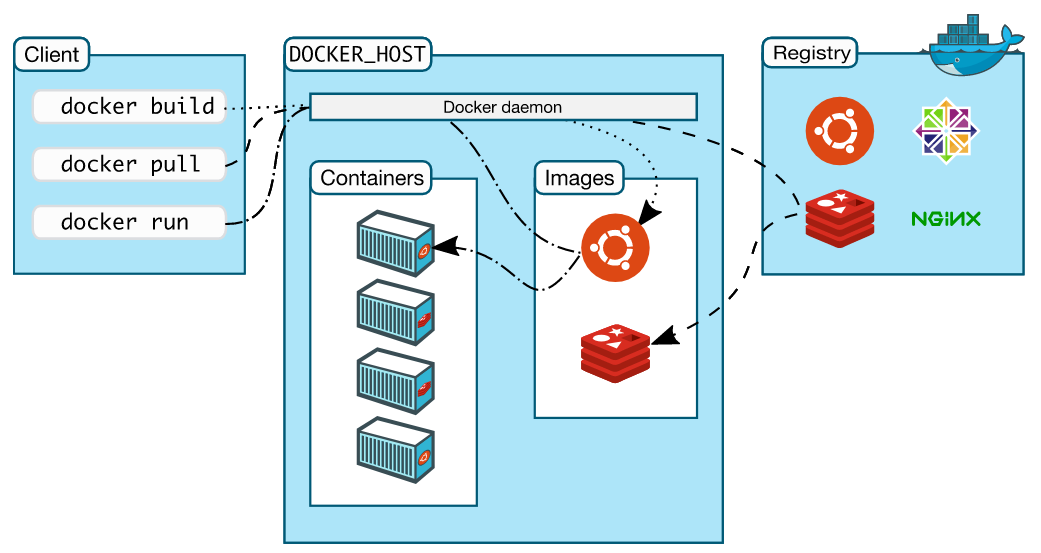 Client
docker build
docker pull
docker run
DOCKER_HOST
Docker daemon
Containers
Images
Registry
NGiNX